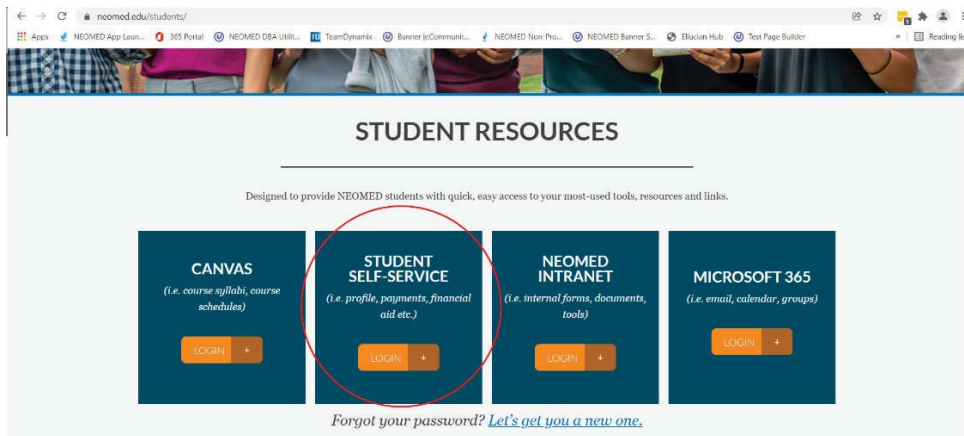 neomed.edu/students/
Apps NEOMED App Laun... 365 Portal NEOMED DBA Utilit... TeamDynamix Banner (eCommunit... NEOMED Non-Pro... NEOMED Banner S... Ellucian Hub Test Page Builder » Reading lis
STUDENT RESOURCES
Designed to provide NEOMED students with quick, easy access to your most-used tools, resources and links.
CANVAS
(i.e. course syllabi, course
schedules)
LOGIN +
STUDENT
SELF-SERVICE
(i.e. profile, payments, financial
aid etc.)
LOGIN +
NEOMED
INTRANET
(i.e. internal forms, documents,
tools)
LOGIN +
MICROSOFT 365
(i.e. email, calendar, groups)
LOGIN +
Forgot your password? Let's get you a new one.